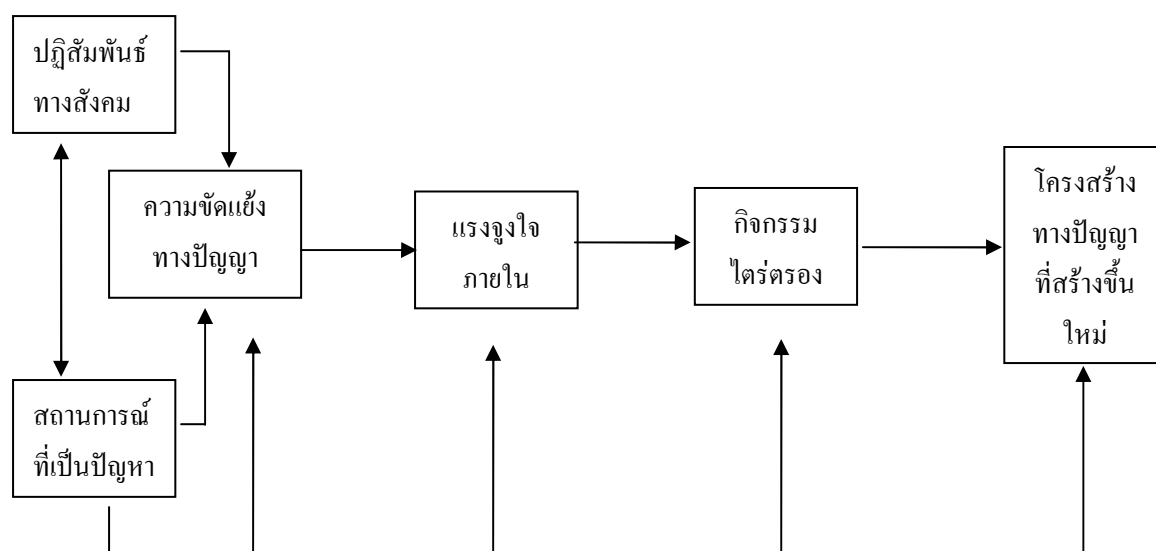 ปฏิสัมพันธ์
ทางสังคม
ความขัดแย้ง
ทางปัญญา
แรงจูงใจ
ภายใน
กิจกรรม
ไตร่ตรอง
โครงสร้าง
ทางปัญญา
ที่สร้างขึ้น
ใหม่
สถานการณ์
ที่เป็นปัญหา